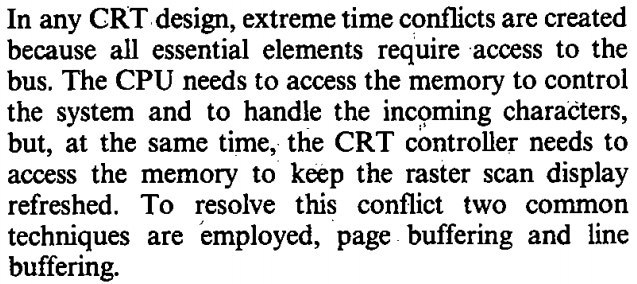 In any CRT design, extreme time conflicts are created
because all essential elements require access to the
bus. The CPU needs to access the memory to control
the system and to handle the incoming characters,
but, at the same time, the CRT controller needs to
access the memory to keep the raster scan display
refreshed. To resolve this conflict two common
techniques are employed, page buffering and line
buffering.